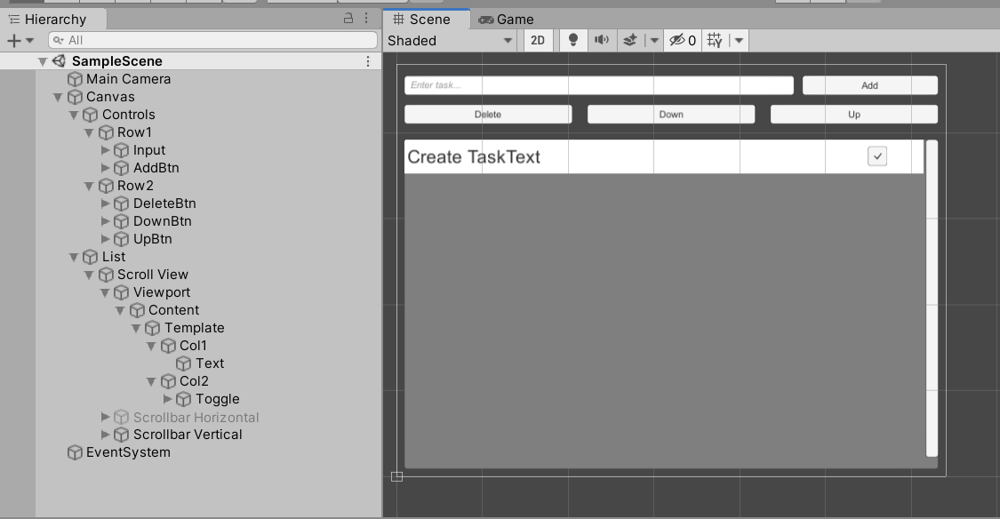 Hierarchy
All
SampleScene
Main Camera
Canvas
Controls
Row1
Input
AddBtn
Row2
DeleteBtn
DownBtn
UpBtn
List
Scroll View
Viewport
Content
Template
Col1
Text
Col2
Toggle
Scrollbar Horizontal
Scrollbar Vertical
EventSystem
Scene Game
Shaded 2D 0
Enter task... Add
Delete Down Up
Create TaskText